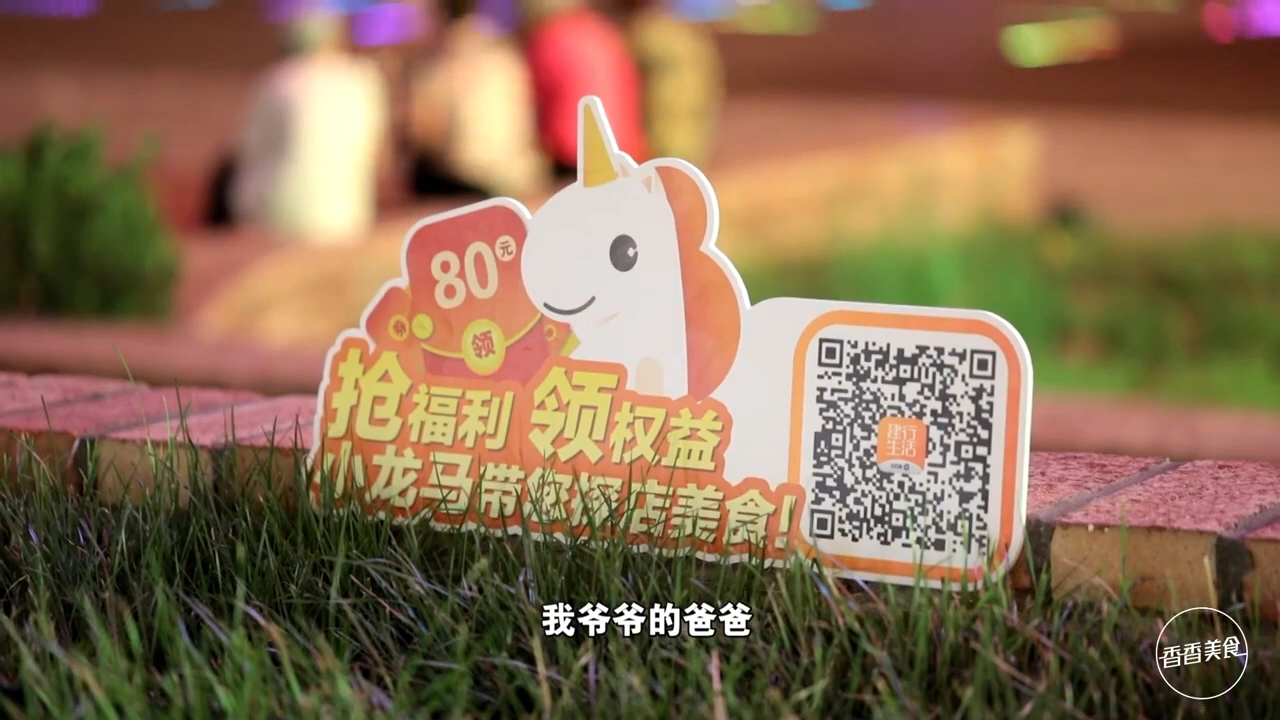 80元
券
领
抢福利 领权益
小龙马带您探店美食!
建行
生活
我爷爷的爸爸
香香美食